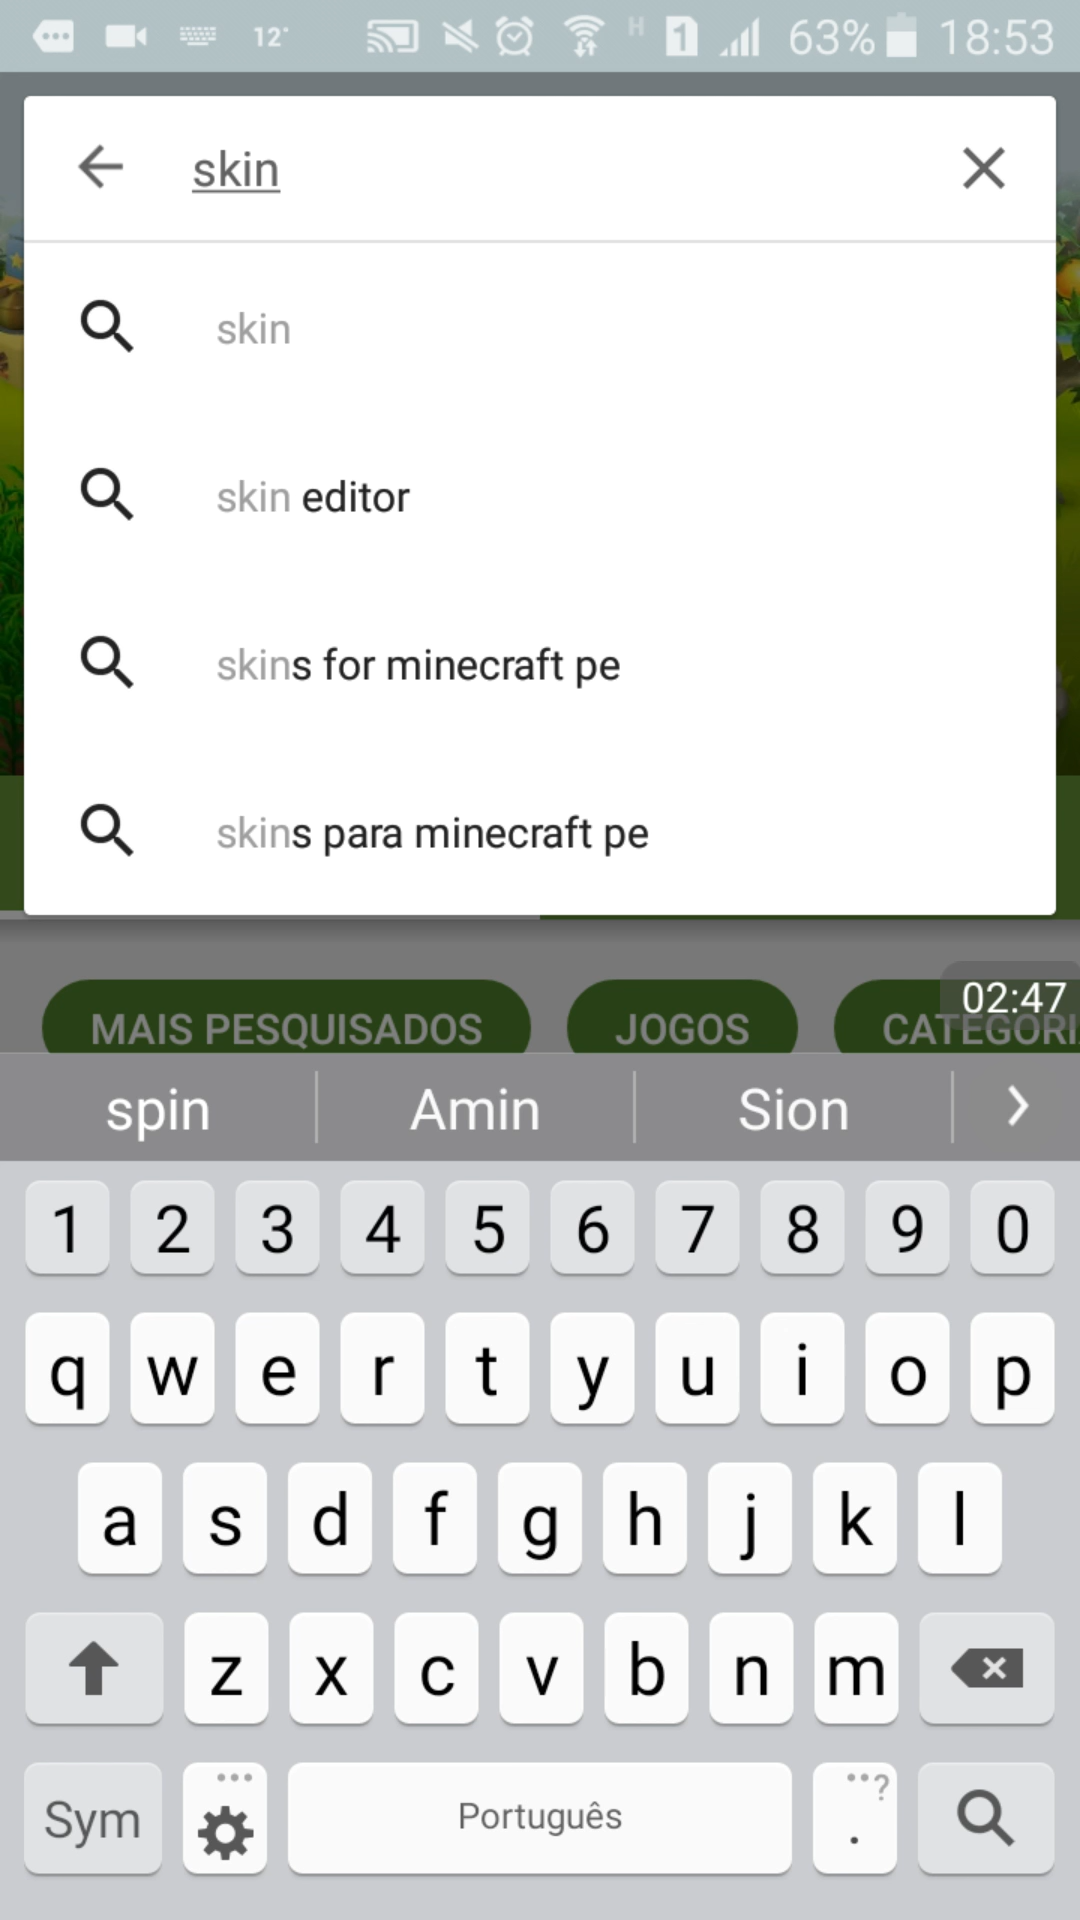 12° H 1 63% 18:53
skin
skin
skin editor
skins for minecraft pe
skins para minecraft pe
02:47
MAIS PESQUISADOS JOGOS CATEGORI
spin Amin Sion
1 2 3 4 5 6 7 8 9 0
q w e r t y u i o p
a s d f g h j k l
z x c v b n m
Sym Português . ?